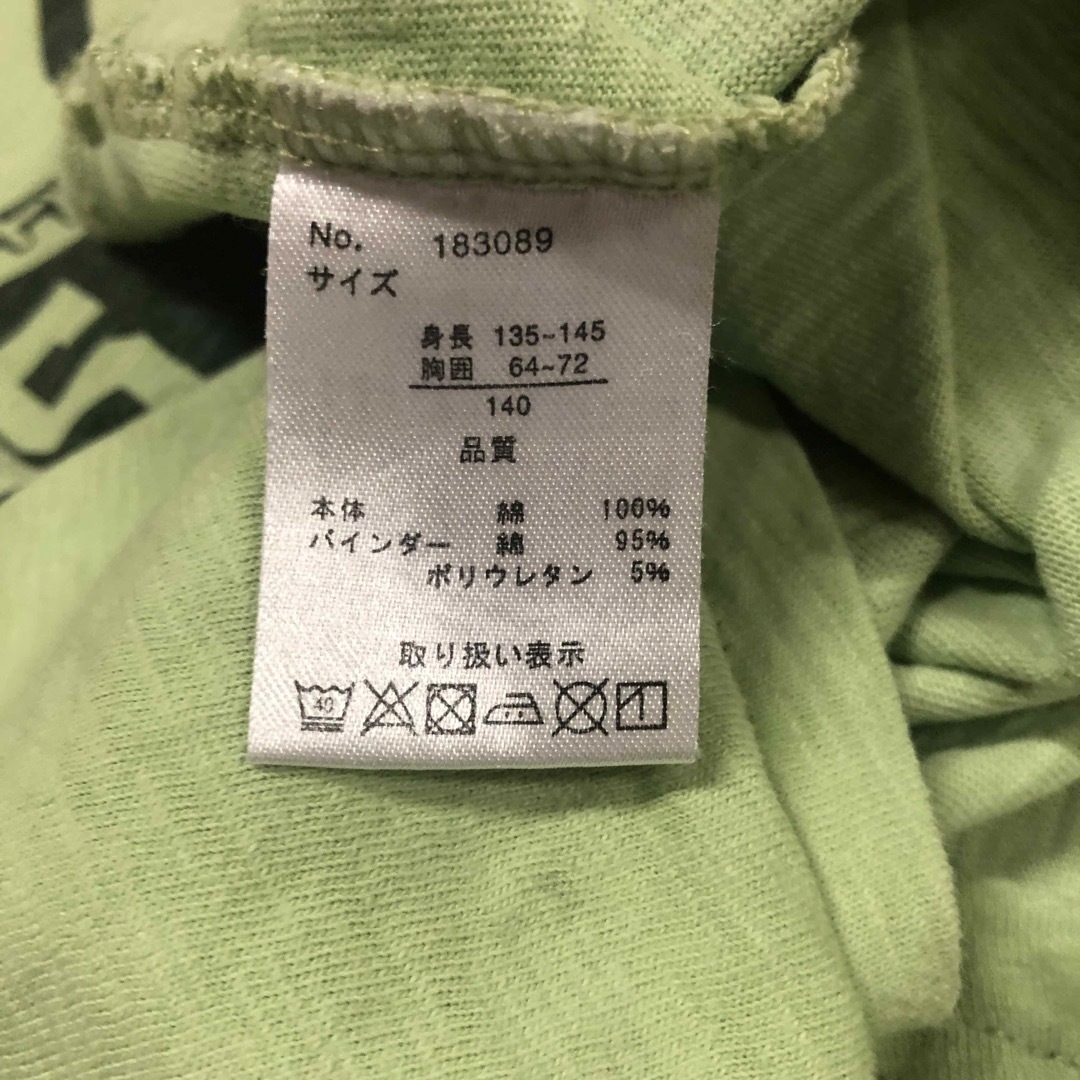 No. 183089
サイズ
身長 135~145
胸囲 64~72
140
品質
本体 綿 100%
バインダー 綿 95%
ポリウレタン 5%
取り扱い表示
40